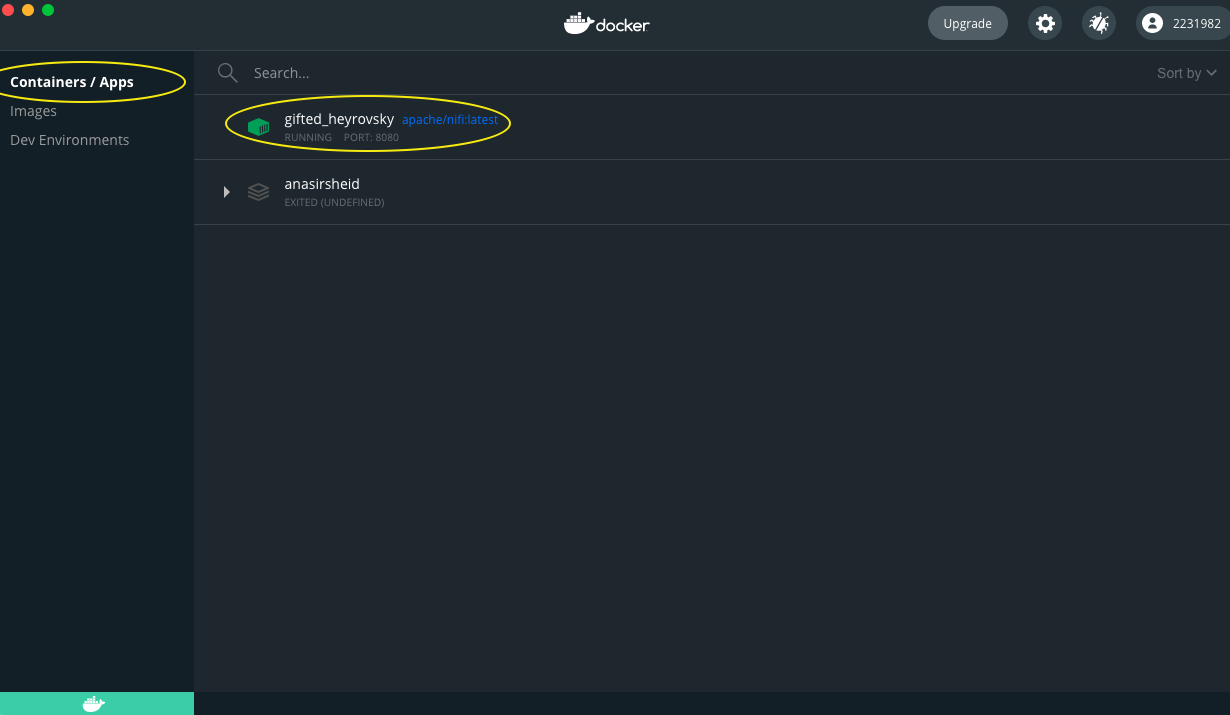 docker
Upgrade
2231982
Containers / Apps
Images
Dev Environments
Search...
Sort by
gifted_heyrovsky apache/nifi:latest
RUNNING PORT: 8080
anasirsheid
EXITED (UNDEFINED)